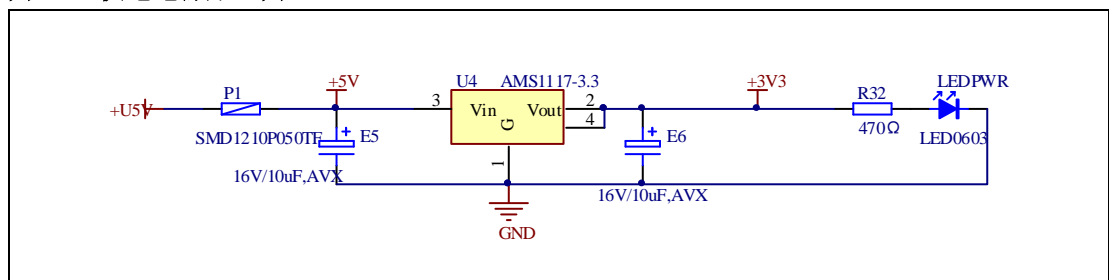 P1
+5V
U4
AMS1117-3.3
+3V3
LEDPWR
+U5V
3
Vin
Vout
2
4
G
1
R32
470Ω
LED0603
SMD1210P050TF
E5
E6
16V/10uF,AVX
16V/10uF,AVX
GND